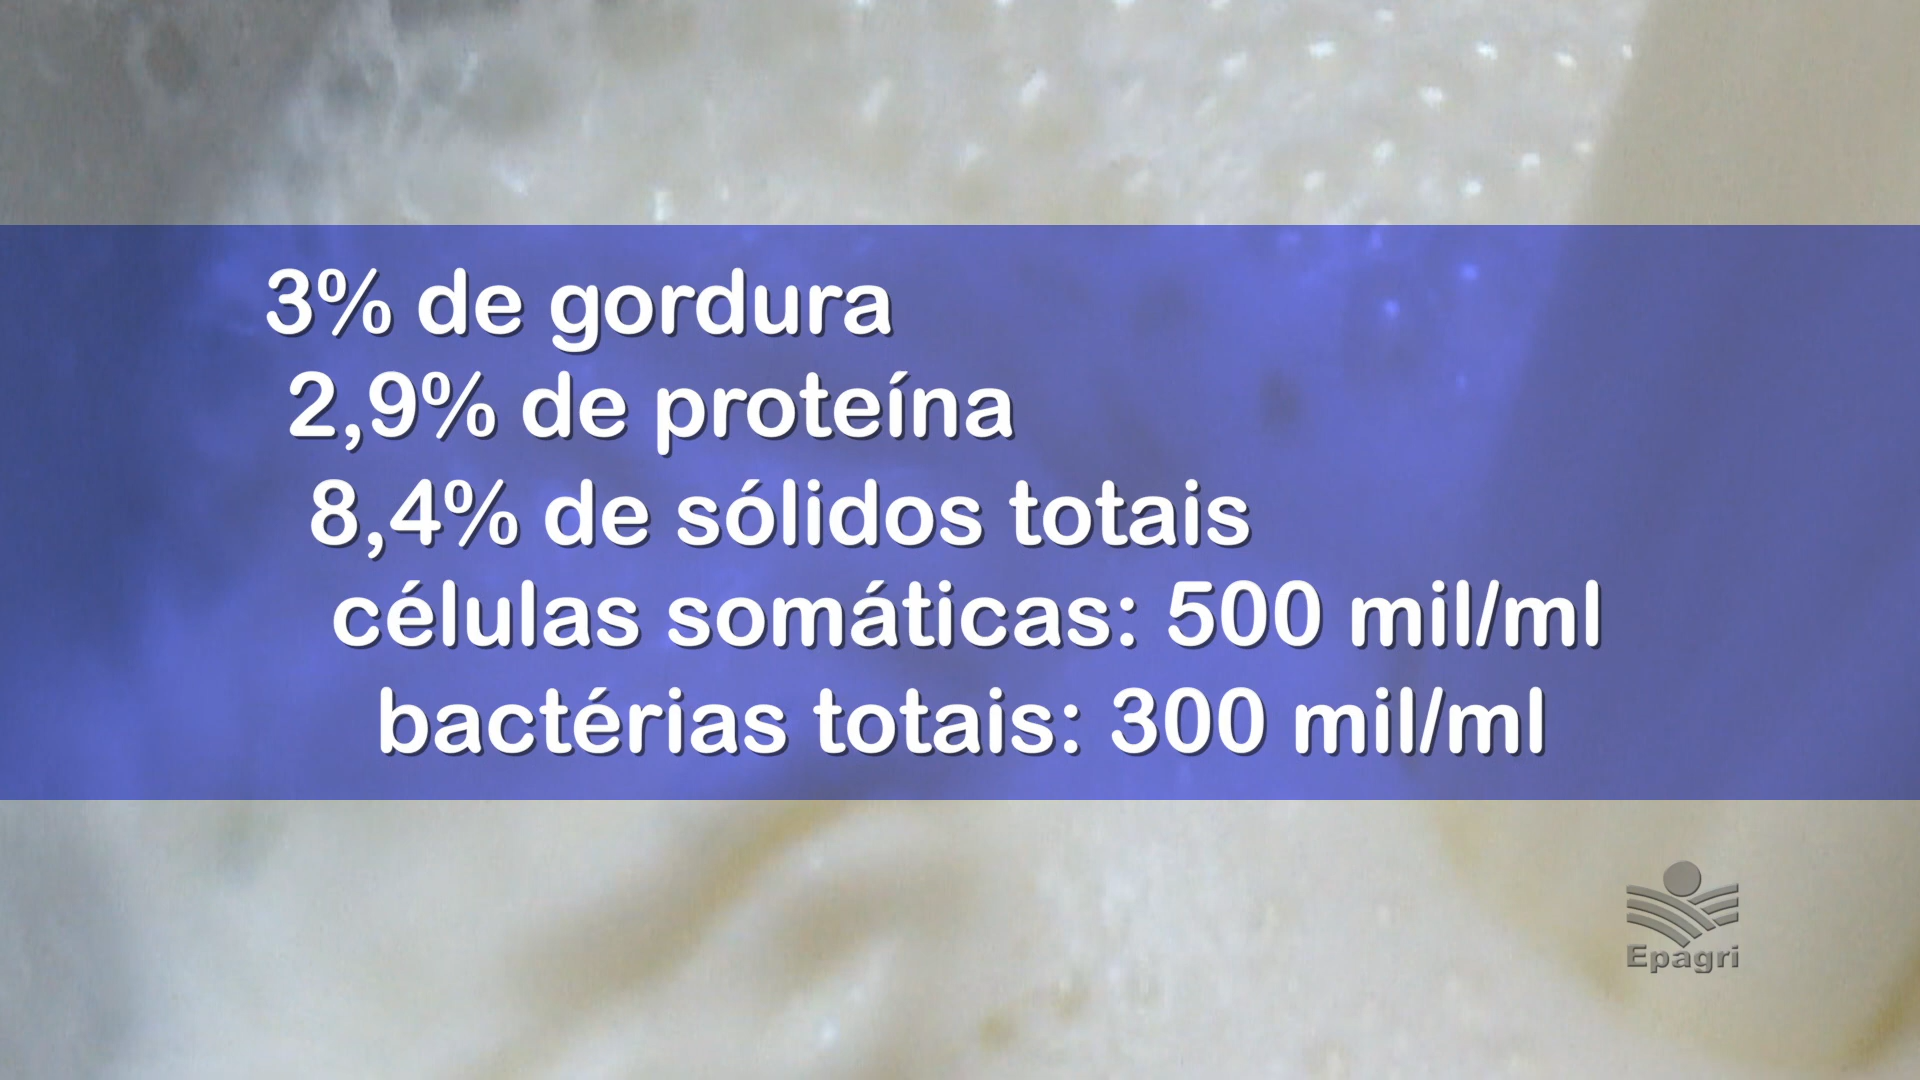 3% de gordura
2,9% de proteína
8,4% de sólidos totais
células somáticas: 500 mil/ml
bactérias totais: 300 mil/ml
Epagri